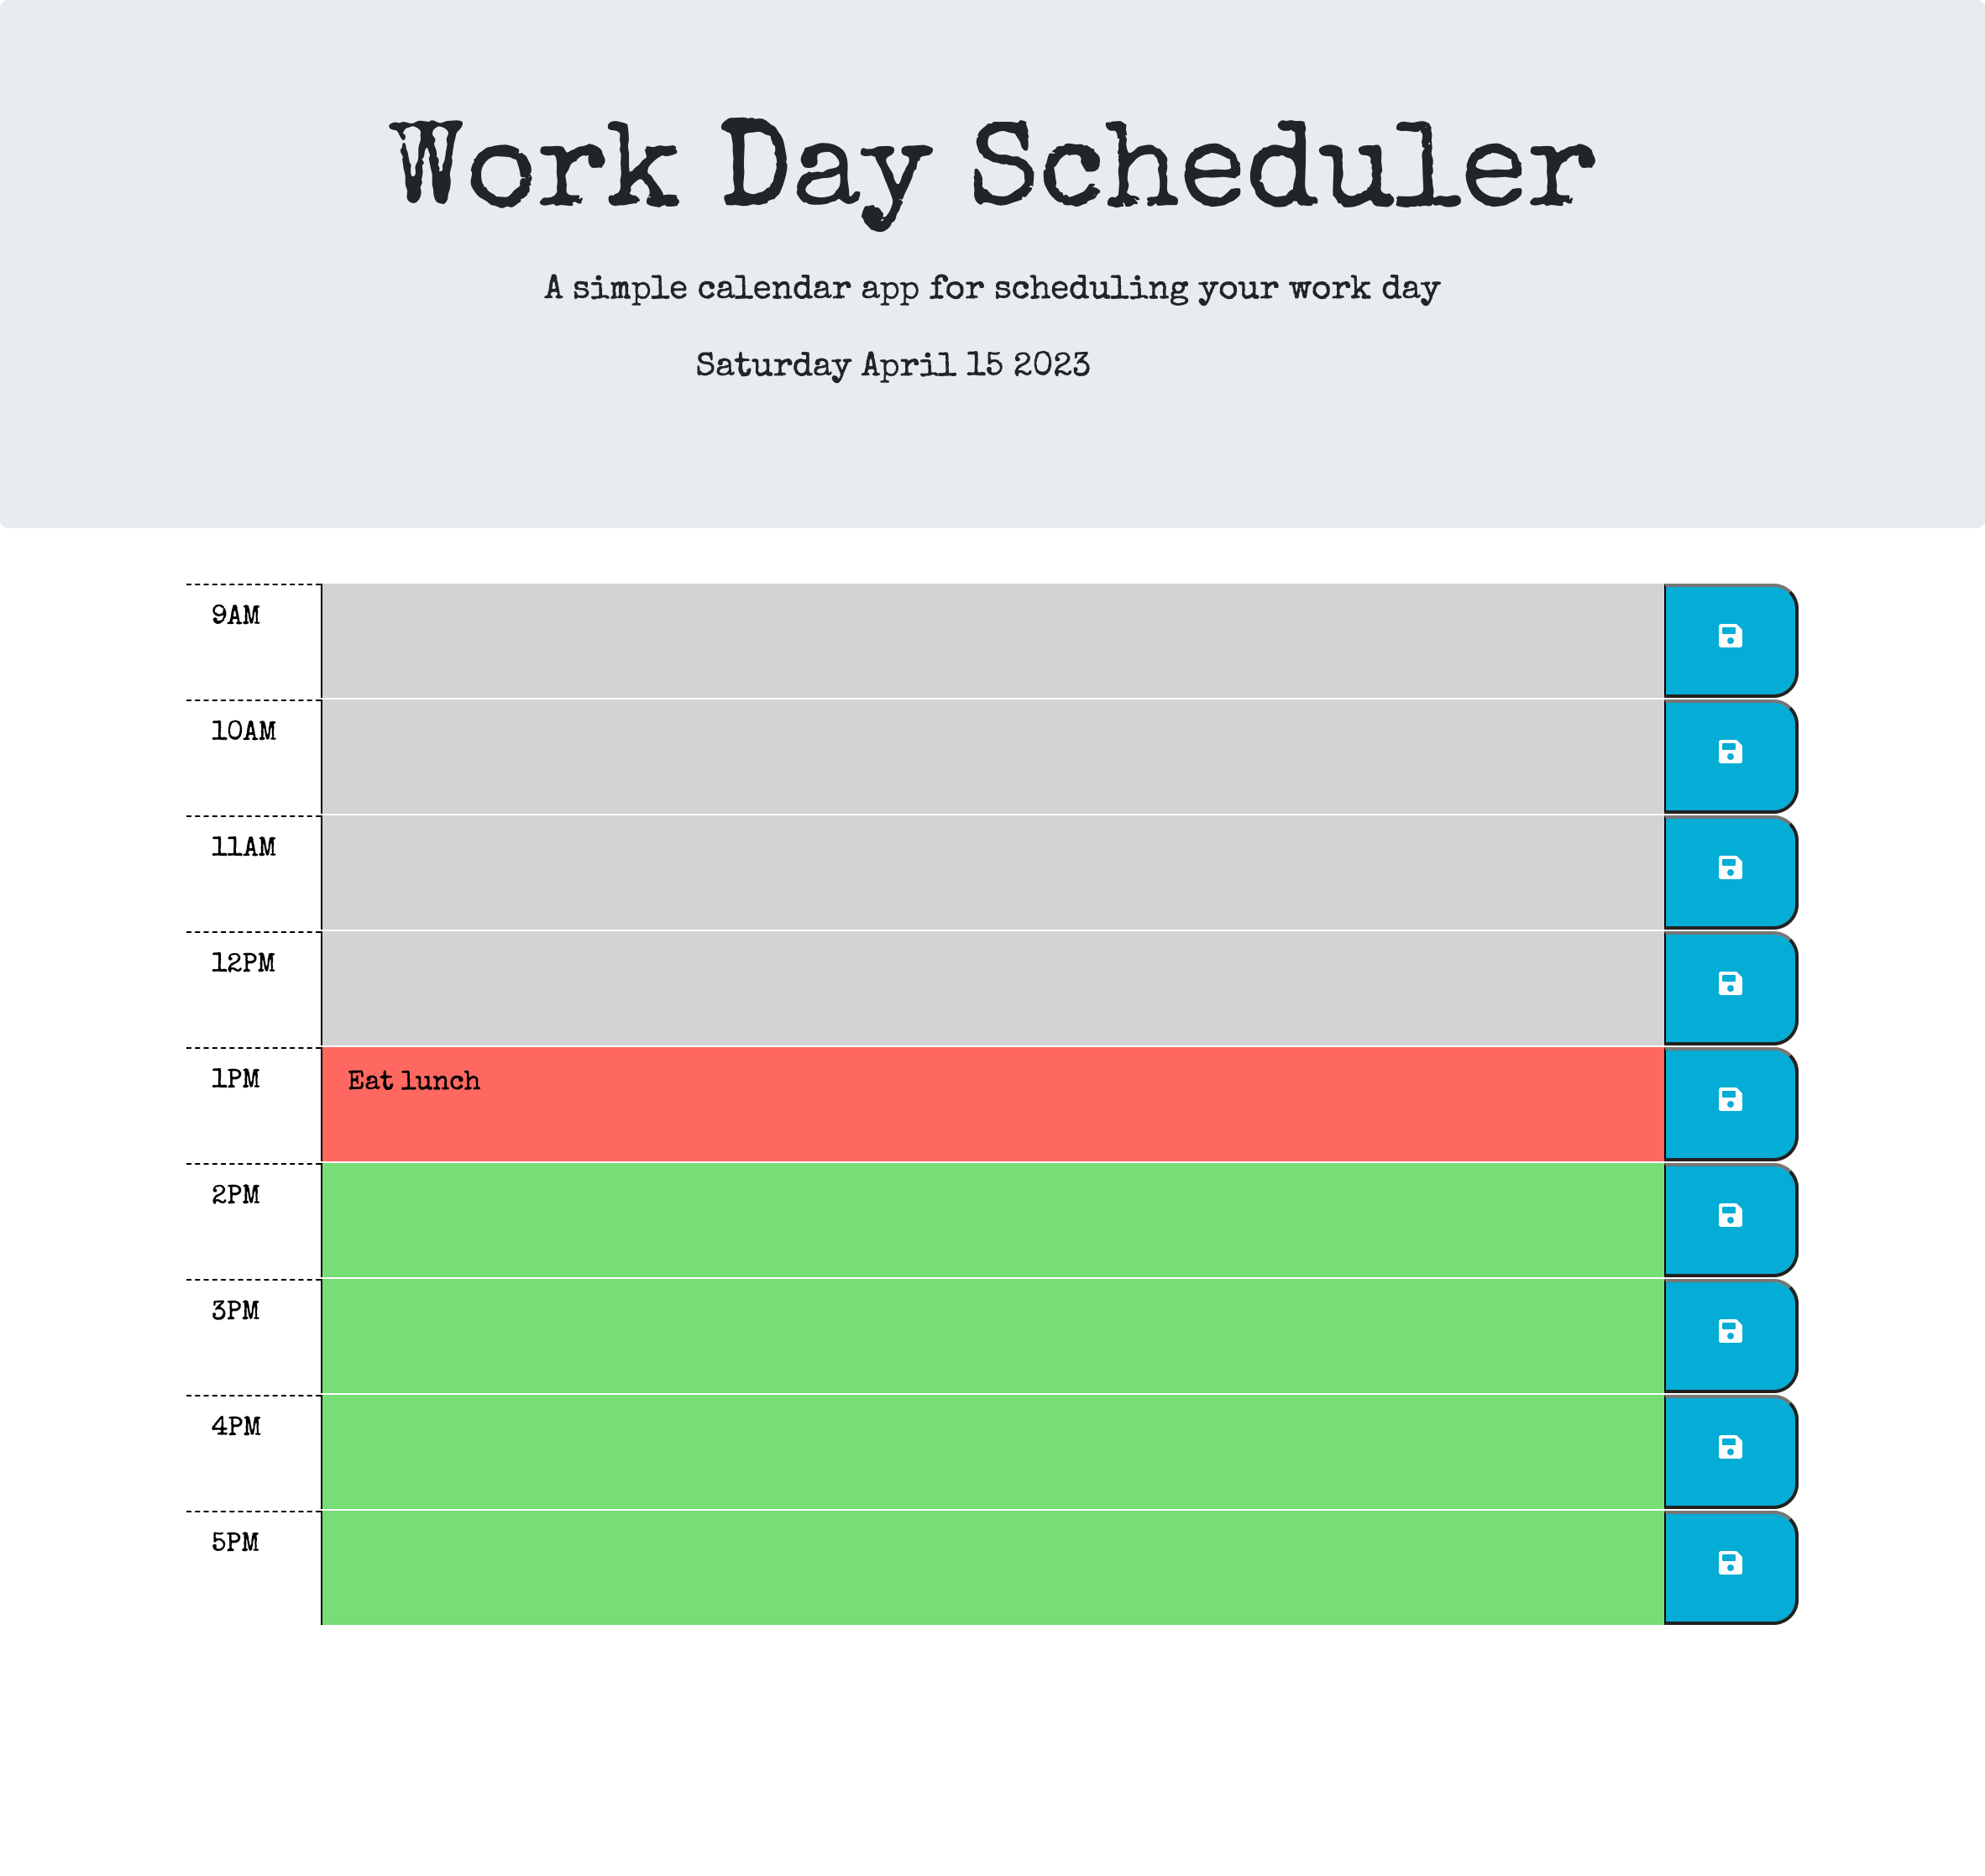 Work Day Scheduler
A simple calendar app for scheduling your work day
Saturday April 15 2023
9AM
10AM
11AM
12PM
1PM Eat lunch
2PM
3PM
4PM
5PM